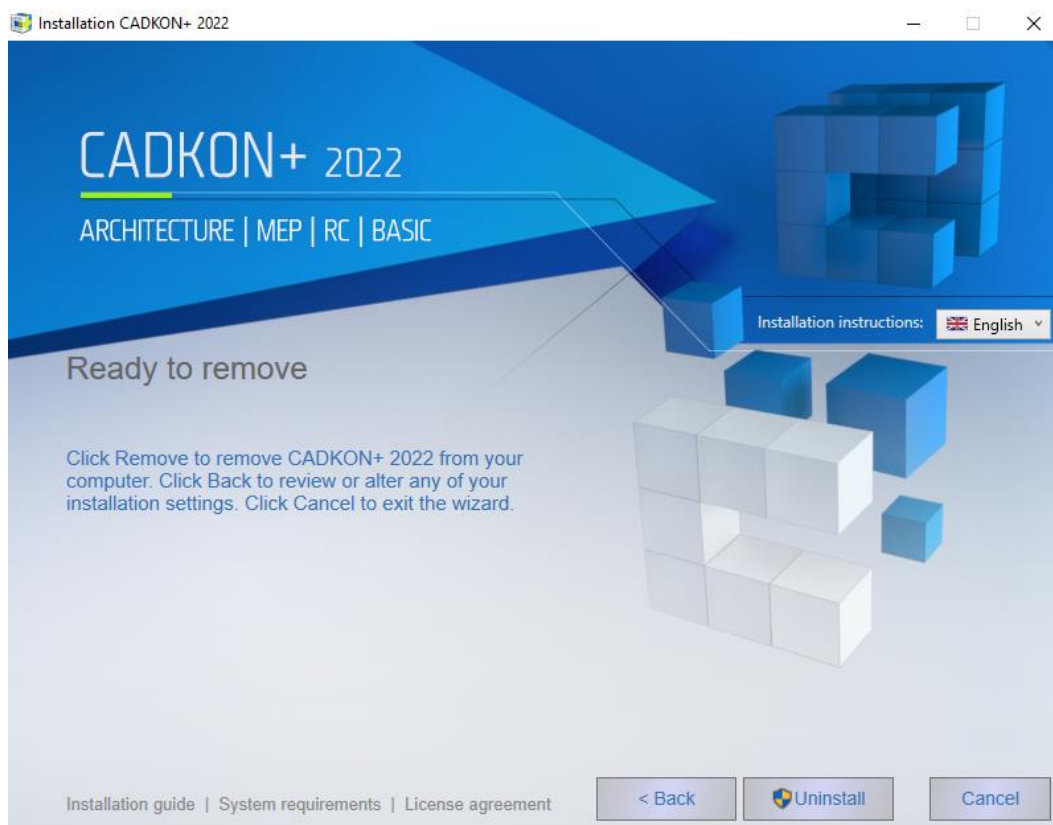 Installation CADKON+ 2022
CADKON+ 2022
ARCHITECTURE | MEP | RC | BASIC
Installation instructions: English
Ready to remove
Click Remove to remove CADKON+ 2022 from your
computer. Click Back to review or alter any of your
installation settings. Click Cancel to exit the wizard.
Installation guide | System requirements | License agreement
< Back Uninstall Cancel